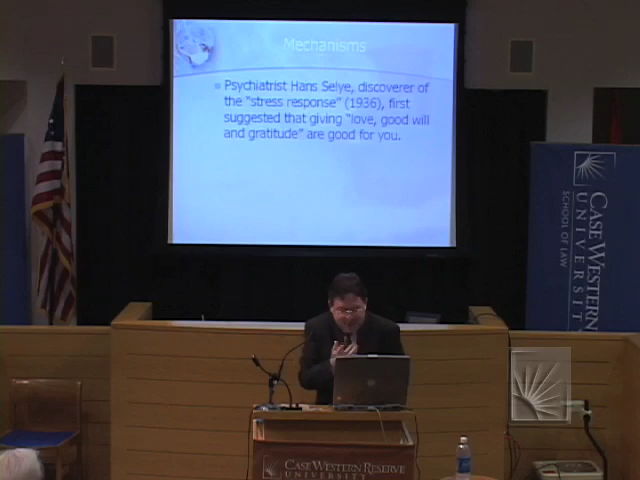 Mechanisms
Psychiatrist Hans Selye, discoverer of
the "stress response" (1936), first
suggested that giving "love, good will
and gratitude" are good for you.
CASE WESTERN
UNIVERSITY
SCHOOL OF LAW
CASE WESTERN RESERVE
UNIVERSITY